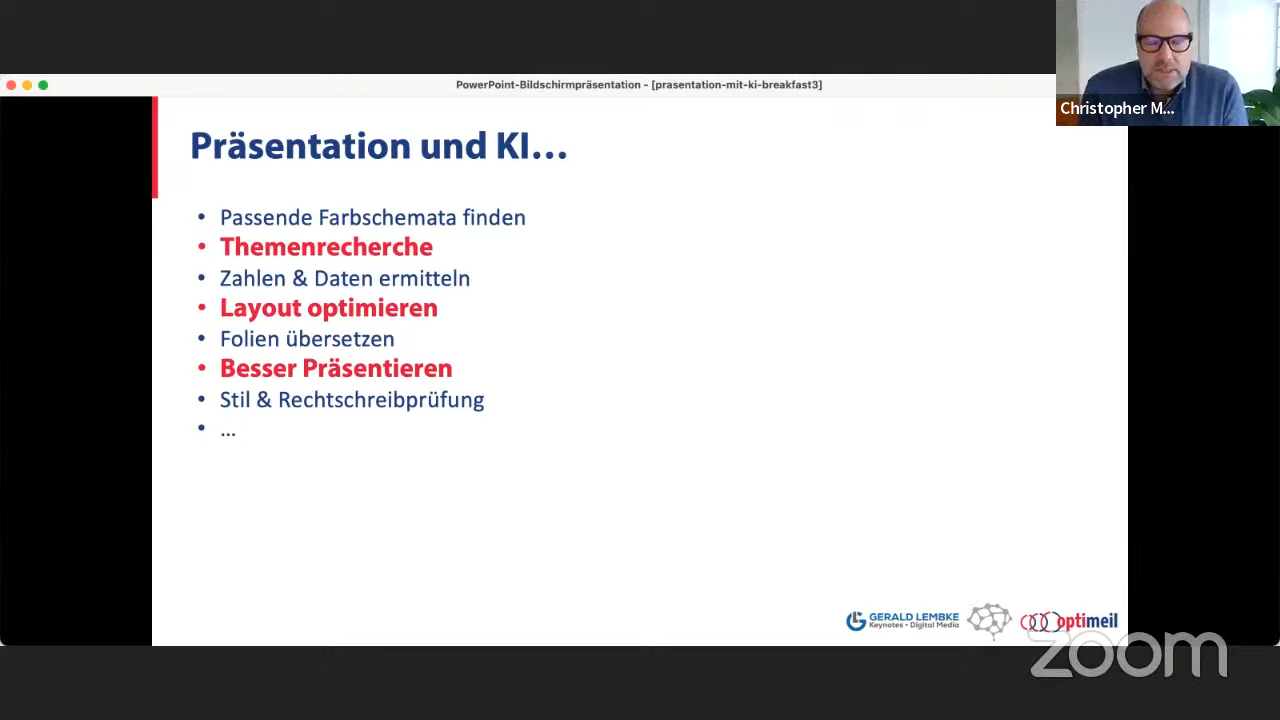 PowerPoint-Bildschirmpräsentation - [prasentation-mit-ki-breakfast3]
Christopher M...
Präsentation und KI...
• Passende Farbschemata finden
• Themenrecherche
• Zahlen & Daten ermitteln
• Layout optimieren
• Folien übersetzen
• Besser Präsentieren
• Stil & Rechtschreibprüfung
• ...
GERALD LEMBKE
Keynotes • Digital Media
optimeil
zoom